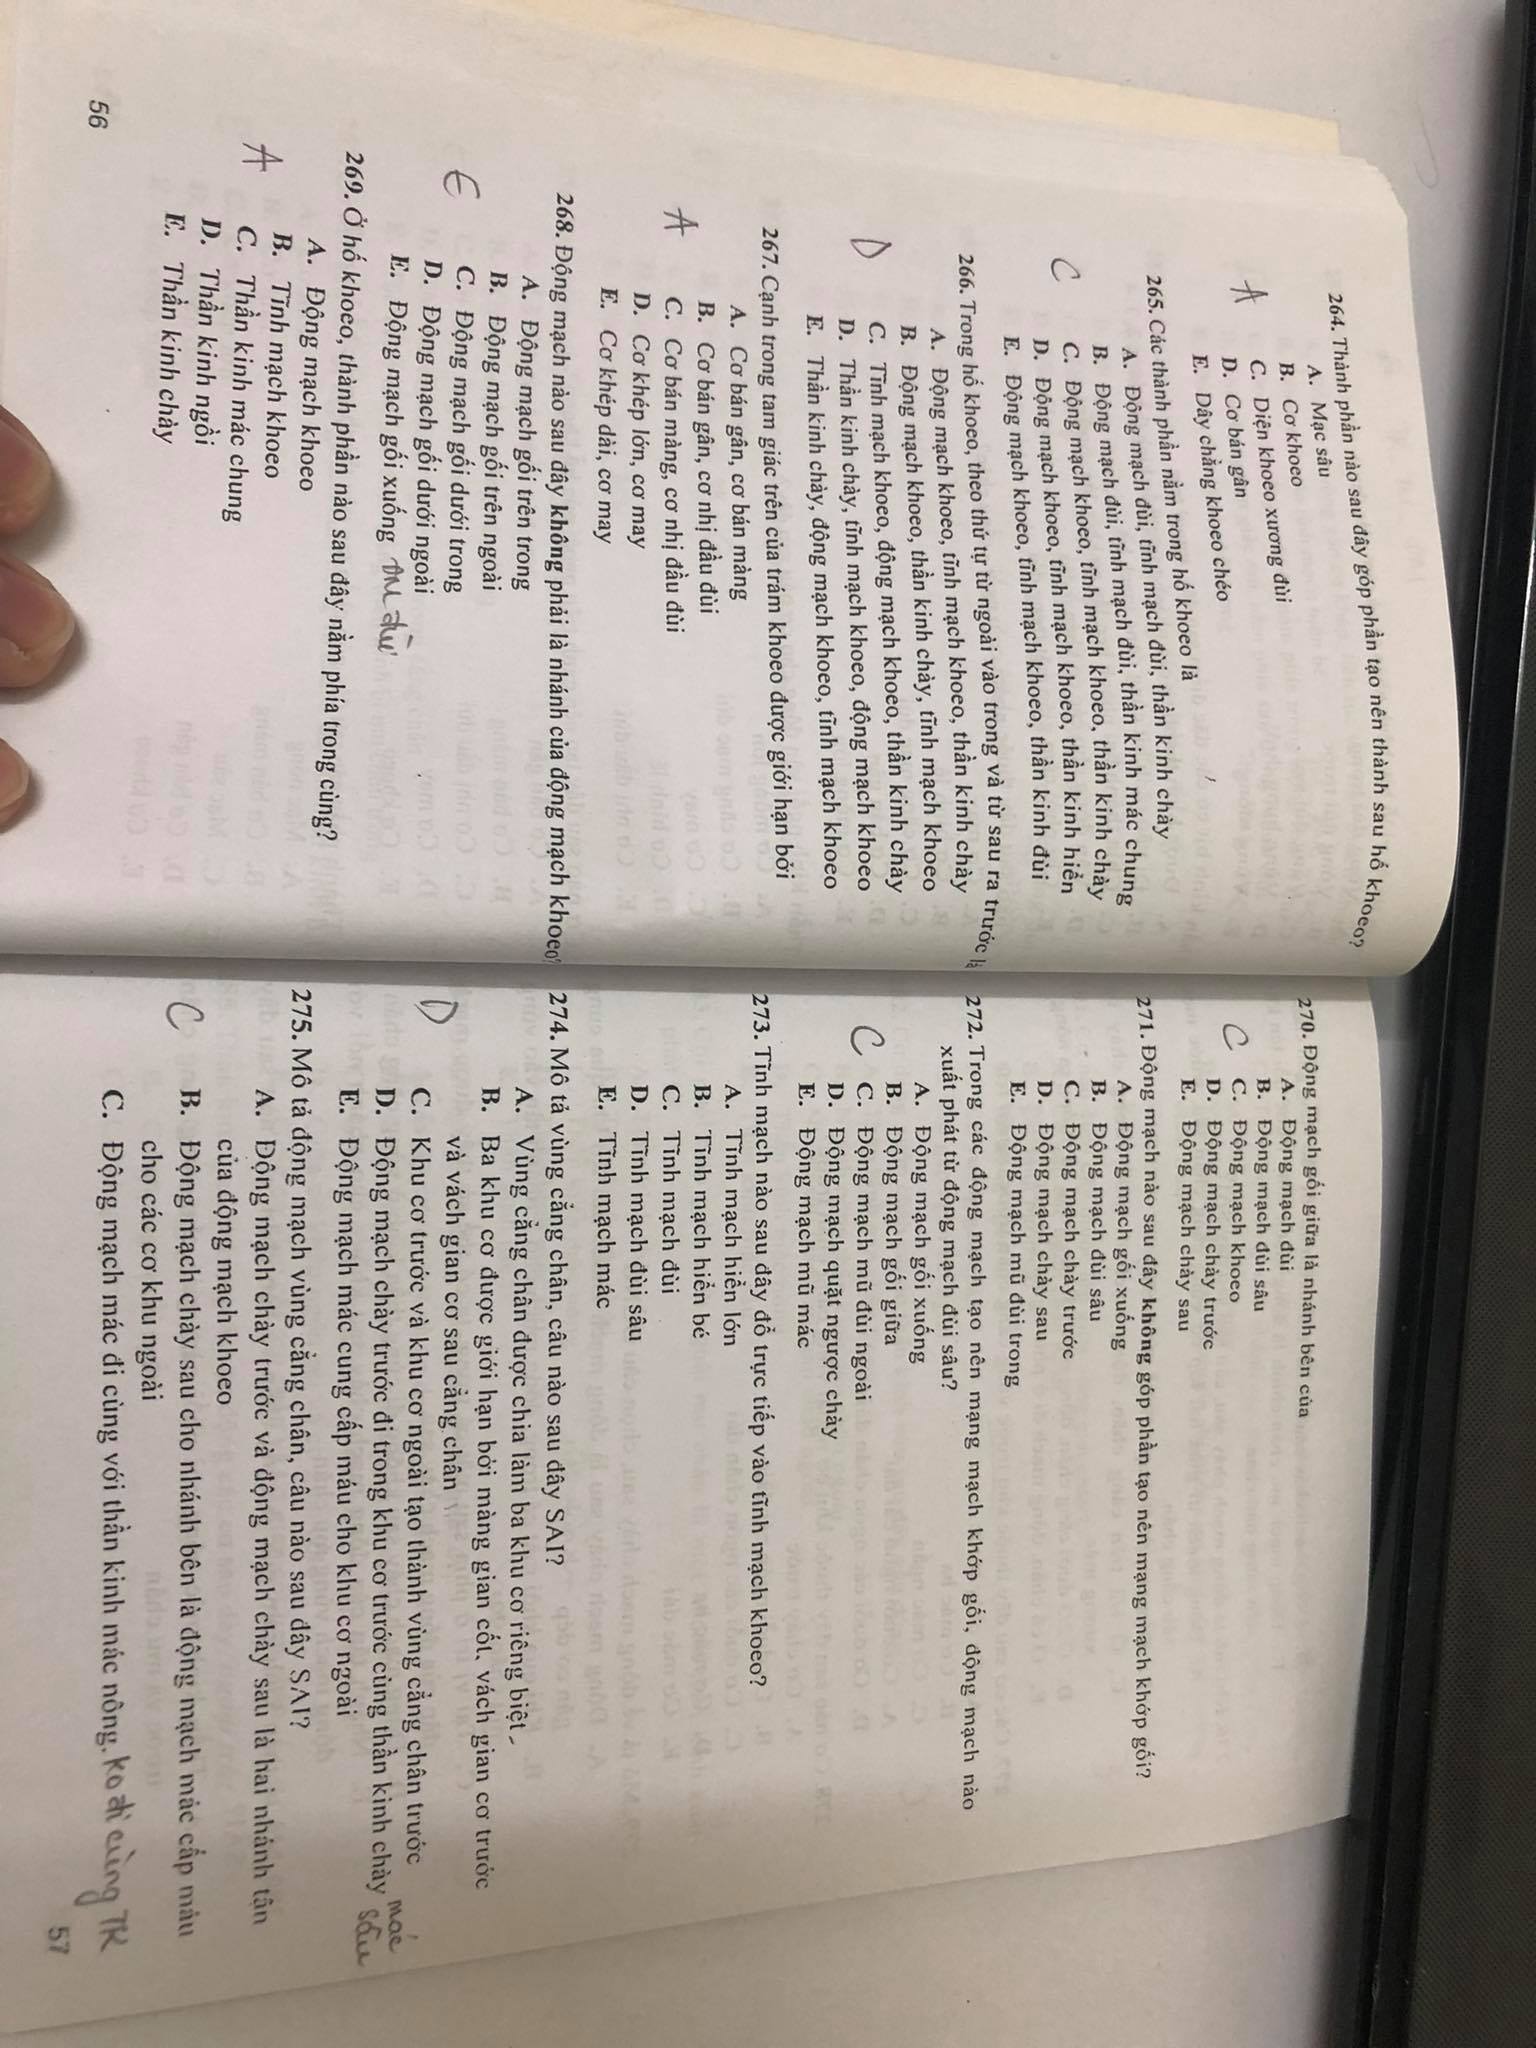 264. Thành phần nào sau đây góp phần tạo nên thành sau hố khoeo?
A. Mạc sâu
B. Cơ khoeo
C. Diện khoeo xương đùi
D. Cơ bán gân
E. Dây chằng khoeo chéo
A
265. Các thành phần nằm trong hố khoeo là
A. Động mạch đùi, tĩnh mạch đùi, thần kinh chày
B. Động mạch đùi, tĩnh mạch đùi, thần kinh mác chung
C. Động mạch khoeo, tĩnh mạch khoeo, thần kinh chày
D. Động mạch khoeo, tĩnh mạch khoeo, thần kinh hiển
E. Động mạch khoeo, tĩnh mạch khoeo, thần kinh đùi
C
266. Trong hố khoeo, theo thứ tự từ ngoài vào trong và từ sau ra trước là
A. Động mạch khoeo, tĩnh mạch khoeo, thần kinh chày
B. Động mạch khoeo, thần kinh chày, tĩnh mạch khoeo
C. Tĩnh mạch khoeo, động mạch khoeo, thần kinh chày
D. Thần kinh chày, tĩnh mạch khoeo, động mạch khoeo
E. Thần kinh chày, động mạch khoeo, tĩnh mạch khoeo
D
267. Cạnh trong tam giác trên của trám khoeo được giới hạn bởi
A. Cơ bán gân, cơ bán màng
B. Cơ bán gân, cơ nhị đầu đùi
C. Cơ bán màng, cơ nhị đầu đùi
D. Cơ khép lớn, cơ may
E. Cơ khép dài, cơ may
A
268. Động mạch nào sau đây không phải là nhánh của động mạch khoeo?
A. Động mạch gối trên trong
B. Động mạch gối trên ngoài
C. Động mạch gối dưới trong
D. Động mạch gối dưới ngoài
E. Động mạch gối xuống ĐM đùi
E
269. Ở hố khoeo, thành phần nào sau đây nằm phía trong cùng?
A. Động mạch khoeo
B. Tĩnh mạch khoeo
C. Thần kinh mác chung
D. Thần kinh ngồi
E. Thần kinh chày
A
56
270. Động mạch gối giữa là nhánh bên của
A. Động mạch đùi
B. Động mạch đùi sâu
C. Động mạch khoeo
D. Động mạch chày trước
E. Động mạch chày sau
C
271. Động mạch nào sau đây không góp phần tạo nên mạng mạch khớp gối?
A. Động mạch gối xuống
B. Động mạch đùi sâu
C. Động mạch chày trước
D. Động mạch chày sau
E. Động mạch mũ đùi trong
272. Trong các động mạch tạo nên mạng mạch khớp gối, động mạch nào
xuất phát từ động mạch đùi sâu?
A. Động mạch gối xuống
B. Động mạch gối giữa
C. Động mạch mũ đùi ngoài
D. Động mạch quặt ngược chày
E. Động mạch mũ mác
C
273. Tĩnh mạch nào sau đây đổ trực tiếp vào tĩnh mạch khoeo?
A. Tĩnh mạch hiển lớn
B. Tĩnh mạch hiển bé
C. Tĩnh mạch đùi
D. Tĩnh mạch đùi sâu
E. Tĩnh mạch mác
274. Mô tả vùng cẳng chân, câu nào sau đây SAI?
A. Vùng cẳng chân được chia làm ba khu cơ riêng biệt
B. Ba khu cơ được giới hạn bởi màng gian cốt, vách gian cơ trước
và vách gian cơ sau cẳng chân
C. Khu cơ trước và khu cơ ngoài tạo thành vùng cẳng chân trước
D. Động mạch chày trước đi trong khu cơ trước cùng thần kinh chày mác sâu
E. Động mạch mác cung cấp máu cho khu cơ ngoài
D
275. Mô tả động mạch vùng cẳng chân, câu nào sau đây SAI?
A. Động mạch chày trước và động mạch chày sau là hai nhánh tận
của động mạch khoeo
B. Động mạch chày sau cho nhánh bên là động mạch mác cấp máu
cho các cơ khu ngoài
C. Động mạch mác đi cùng với thần kinh mác nông. ko đi cùng TK
C
57